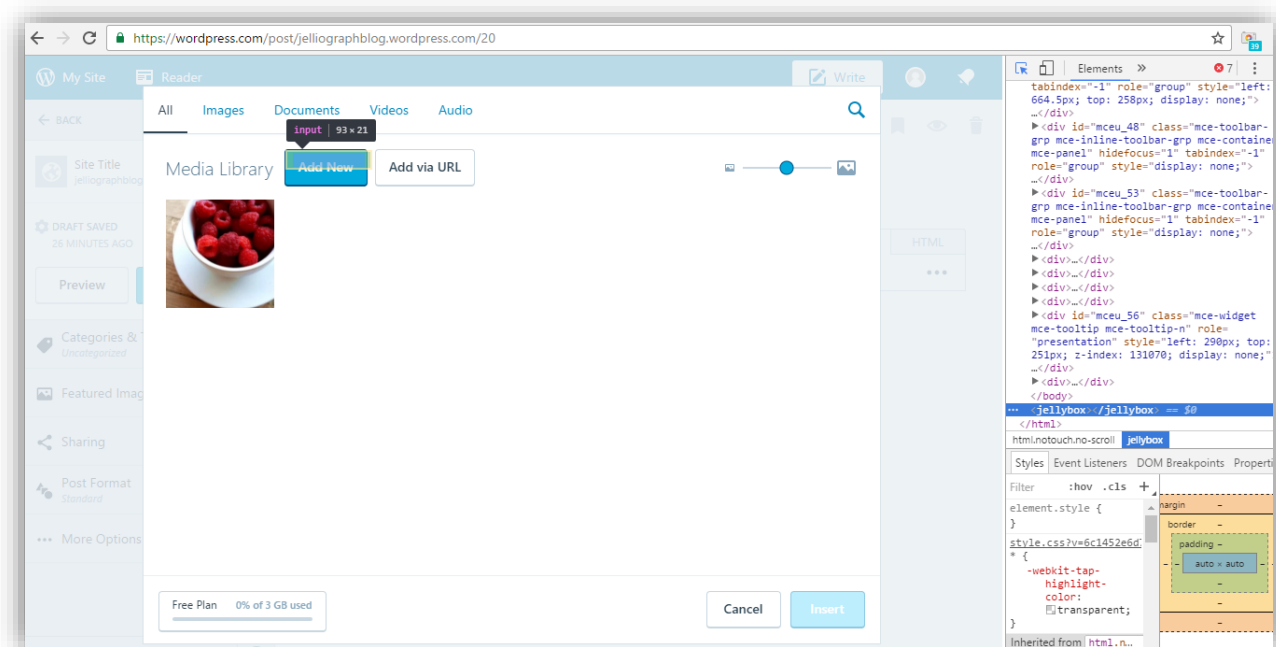 https://wordpress.com/post/jelliographblog.wordpress.com/20
39
My Site
Reader
Write
BACK
Site Title
jelliographblog
DRAFT SAVED
26 MINUTES AGO
Preview
Categories &
Uncategorized
Featured Imag
Sharing
Post Format
Standard
More Options
HTML
All Images Documents Videos Audio
input | 93 × 21
Media Library Add New Add via URL
Free Plan 0% of 3 GB used
Cancel Insert
Elements » 7
tabindex="-1" role="group" style="left:
664.5px; top: 258px; display: none;">
…</div>
▶<div id="mceu_48" class="mce-toolbar-
grp mce-inline-toolbar-grp mce-container
mce-panel" hidefocus="1" tabindex="-1"
role="group" style="display: none;">
…</div>
▶<div id="mceu_53" class="mce-toolbar-
grp mce-inline-toolbar-grp mce-container
mce-panel" hidefocus="1" tabindex="-1"
role="group" style="display: none;">
…</div>
▶<div>…</div>
▶<div>…</div>
▶<div>…</div>
▶<div>…</div>
▶<div id="mceu_56" class="mce-widget
mce-tooltip mce-tooltip-n" role=
"presentation" style="left: 290px; top:
251px; z-index: 131070; display: none;"
…</div>
▶<div>…</div>
</body>
… <jellybox></jellybox> == $0
</html>
html.notouch.no-scroll jellybox
Styles Event Listeners DOM Breakpoints Properti
Filter :hov .cls +
element.style {
}
style.css?v=6c1452e6d
* {
-webkit-tap-
highlight-
color:
transparent;
}
Inherited from html.n…
margin –
border –
padding –
– – auto × auto –
–
–
–